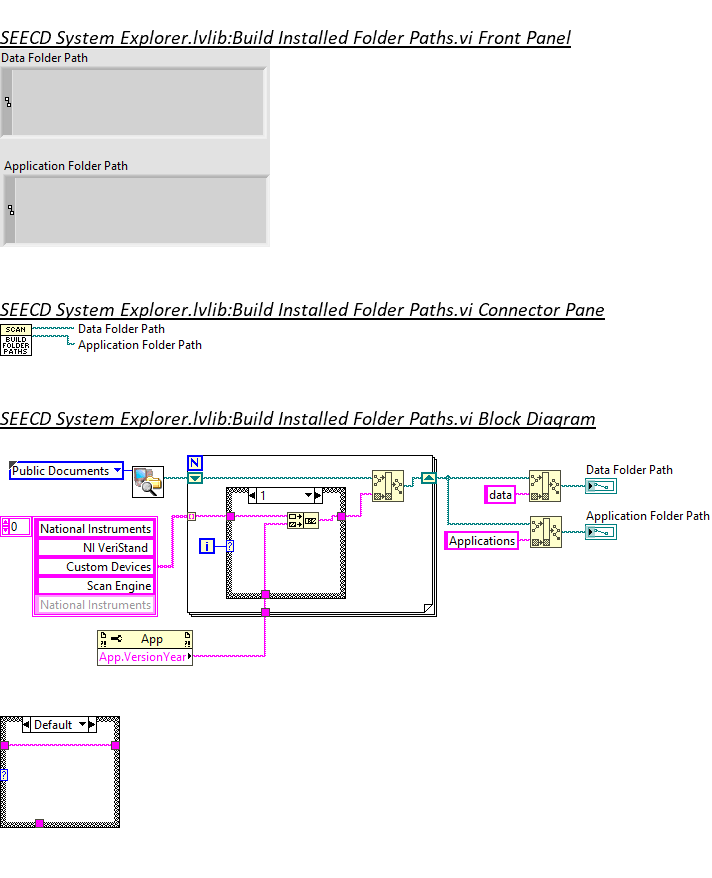 SEECD System Explorer.lvlib:Build Installed Folder Paths.vi Front Panel
Data Folder Path
Application Folder Path
SEECD System Explorer.lvlib:Build Installed Folder Paths.vi Connector Pane
SCAN
BUILD
FOLDER
PATHS
Data Folder Path
Application Folder Path
SEECD System Explorer.lvlib:Build Installed Folder Paths.vi Block Diagram
Public Documents
N
1
i
?
0
National Instruments
NI VeriStand
Custom Devices
Scan Engine
National Instruments
App
App.VersionYear
data
Applications
Data Folder Path
Application Folder Path
Default
?